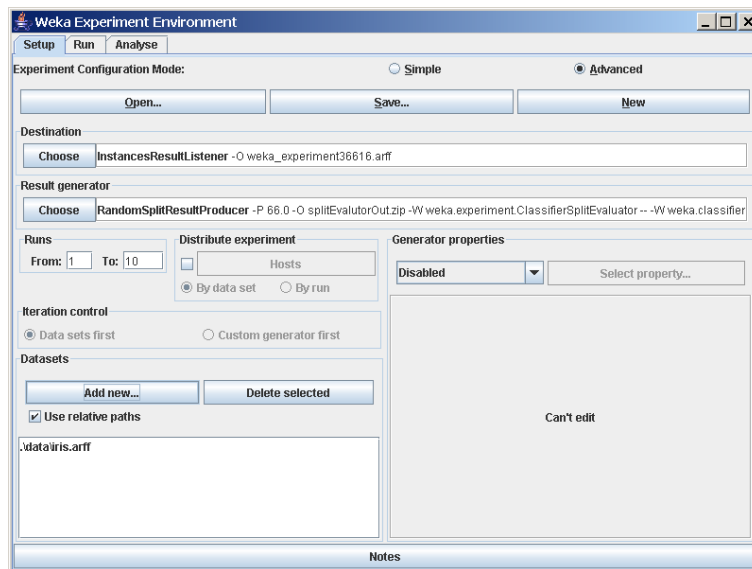 Weka Experiment Environment
Setup Run Analyse
Experiment Configuration Mode: Simple Advanced
Open... Save... New
Destination
Choose InstancesResultListener -O weka_experiment36616.arff
Result generator
Choose RandomSplitResultProducer -P 66.0 -O splitEvalutorOut.zip -W weka.experiment.ClassifierSplitEvaluator -- -W weka.classifier
Runs Distribute experiment Generator properties
From: 1 To: 10 Hosts Disabled Select property...
By data set By run
Iteration control
Data sets first Custom generator first
Datasets
Add new... Delete selected
Use relative paths Can't edit
.\data\iris.arff
Notes